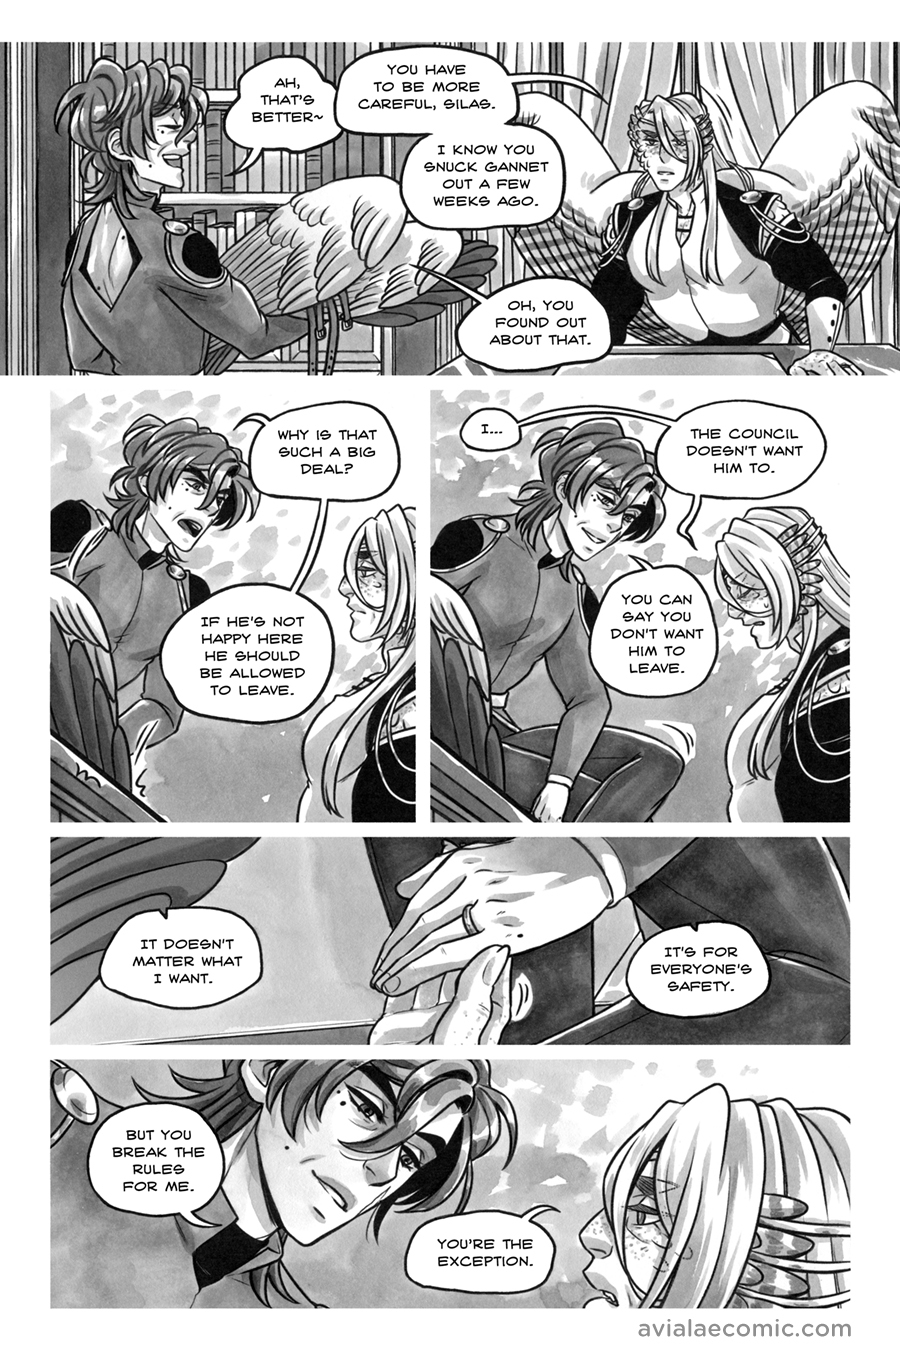 AH,
THAT'S
BETTER~
YOU HAVE
TO BE MORE
CAREFUL, SILAS.
I KNOW YOU
SNUCK GANNET
OUT A FEW
WEEKS AGO.
OH, YOU
FOUND OUT
ABOUT THAT.
WHY IS THAT
SUCH A BIG
DEAL?
IF HE'S NOT
HAPPY HERE
HE SHOULD
BE ALLOWED
TO LEAVE.
I...
THE COUNCIL
DOESN'T WANT
HIM TO.
YOU CAN
SAY YOU
DON'T WANT
HIM TO
LEAVE.
IT DOESN'T
MATTER WHAT
I WANT.
IT'S FOR
EVERYONE'S
SAFETY.
BUT YOU
BREAK THE
RULES
FOR ME.
YOU'RE THE
EXCEPTION.
avialaecomic.com